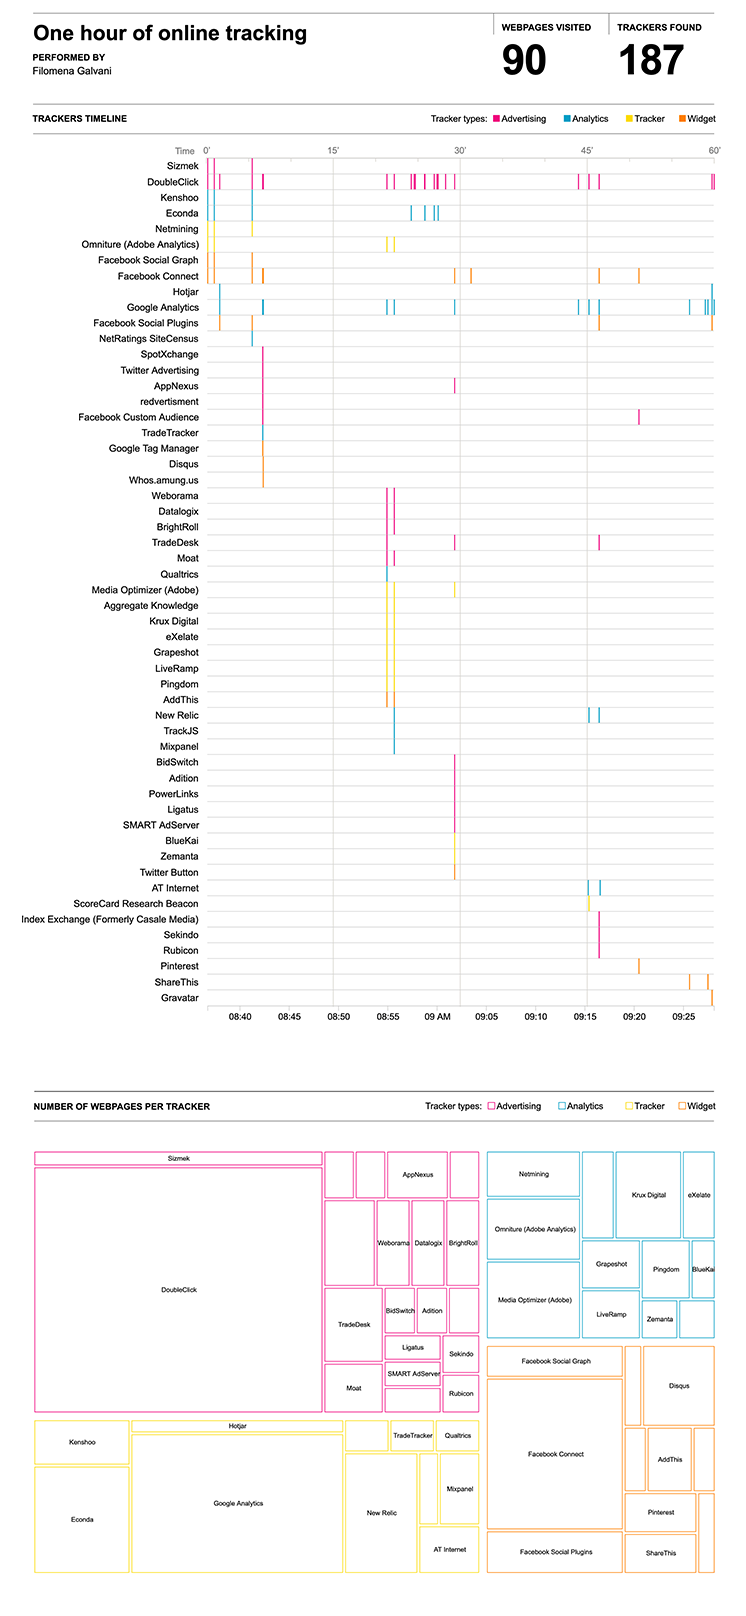 One hour of online tracking
PERFORMED BY
Filomena Galvani
WEBPAGES VISITED
90
TRACKERS FOUND
187
TRACKERS TIMELINE
Tracker types: Advertising Analytics Tracker Widget
Time 0' 15' 30' 45' 60'
Sizmek
DoubleClick
Kenshoo
Econda
Netmining
Omniture (Adobe Analytics)
Facebook Social Graph
Facebook Connect
Hotjar
Google Analytics
Facebook Social Plugins
NetRatings SiteCensus
SpotXchange
Twitter Advertising
AppNexus
redvertisment
Facebook Custom Audience
TradeTracker
Google Tag Manager
Disqus
Whos.amung.us
Weborama
Datalogix
BrightRoll
TradeDesk
Moat
Qualtrics
Media Optimizer (Adobe)
Aggregate Knowledge
Krux Digital
eXelate
Grapeshot
LiveRamp
Pingdom
AddThis
New Relic
TrackJS
Mixpanel
BidSwitch
Adition
PowerLinks
Ligatus
SMART AdServer
BlueKai
Zemanta
Twitter Button
AT Internet
ScoreCard Research Beacon
Index Exchange (Formerly Casale Media)
Sekindo
Rubicon
Pinterest
ShareThis
Gravatar
08:40 08:45 08:50 08:55 09 AM 09:05 09:10 09:15 09:20 09:25
NUMBER OF WEBPAGES PER TRACKER
Tracker types: Advertising Analytics Tracker Widget
Sizmek
DoubleClick
AppNexus
Weborama
Datalogix
BrightRoll
TradeDesk
BidSwitch
Adition
Ligatus
SMART AdServer
Sekindo
Moat
Rubicon
Netmining
Omniture (Adobe Analytics)
Media Optimizer (Adobe)
Krux Digital
eXelate
Grapeshot
Pingdom
BlueKai
LiveRamp
Zemanta
Kenshoo
Econda
Hotjar
Google Analytics
TradeTracker
Qualtrics
New Relic
Mixpanel
AT Internet
Facebook Social Graph
Facebook Connect
Facebook Social Plugins
Disqus
AddThis
Pinterest
ShareThis